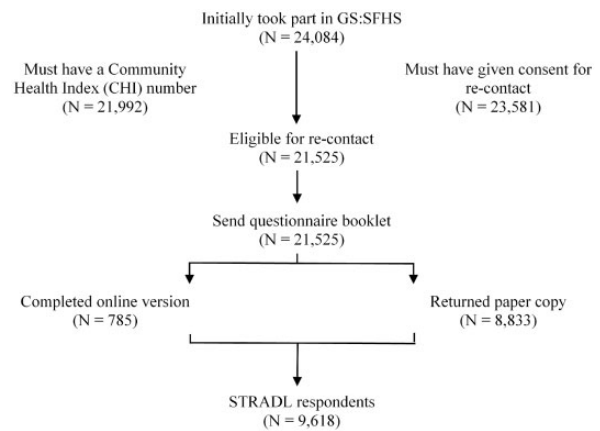 Initially took part in GS:SFHS
(N = 24,084)
Must have a Community
Health Index (CHI) number
(N = 21,992)
Must have given consent for
re-contact
(N = 23,581)
Eligible for re-contact
(N = 21,525)
Send questionnaire booklet
(N = 21,525)
Completed online version
(N = 785)
Returned paper copy
(N = 8,833)
STRADL respondents
(N = 9,618)